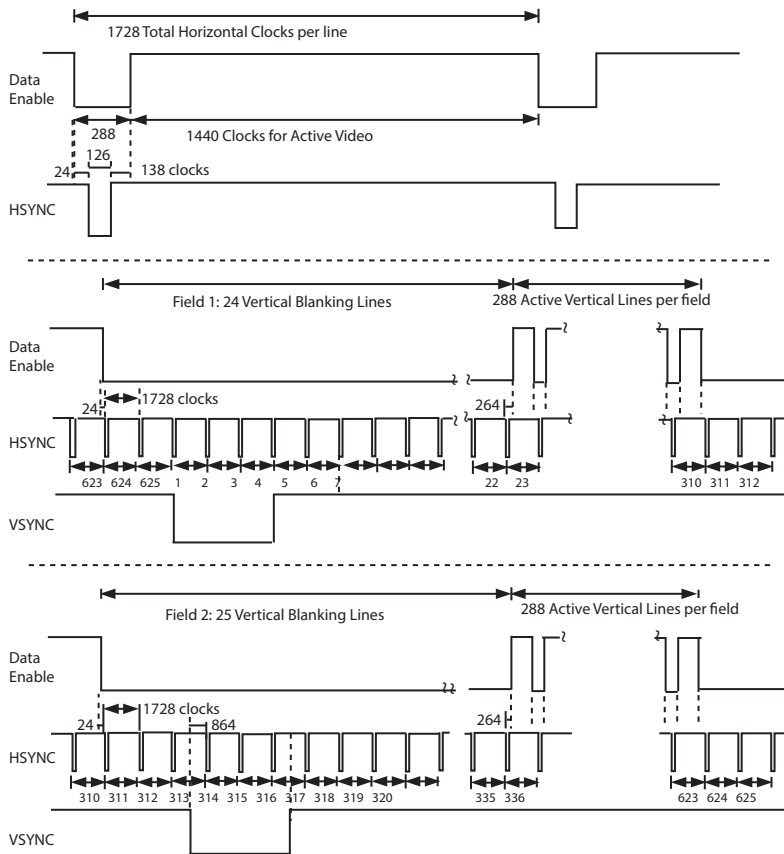 1728 Total Horizontal Clocks per line
Data
Enable
288
1440 Clocks for Active Video
126
24
138 clocks
HSYNC
Field 1: 24 Vertical Blanking Lines
288 Active Vertical Lines per field
Data
Enable
24
1728 clocks
264
HSYNC
623 624 625 1 2 3 4 5 6 7 22 23 310 311 312
VSYNC
Field 2: 25 Vertical Blanking Lines
288 Active Vertical Lines per field
Data
Enable
24
1728 clocks
864
264
HSYNC
310 311 312 313 314 315 316 317 318 319 320 335 336 623 624 625
VSYNC